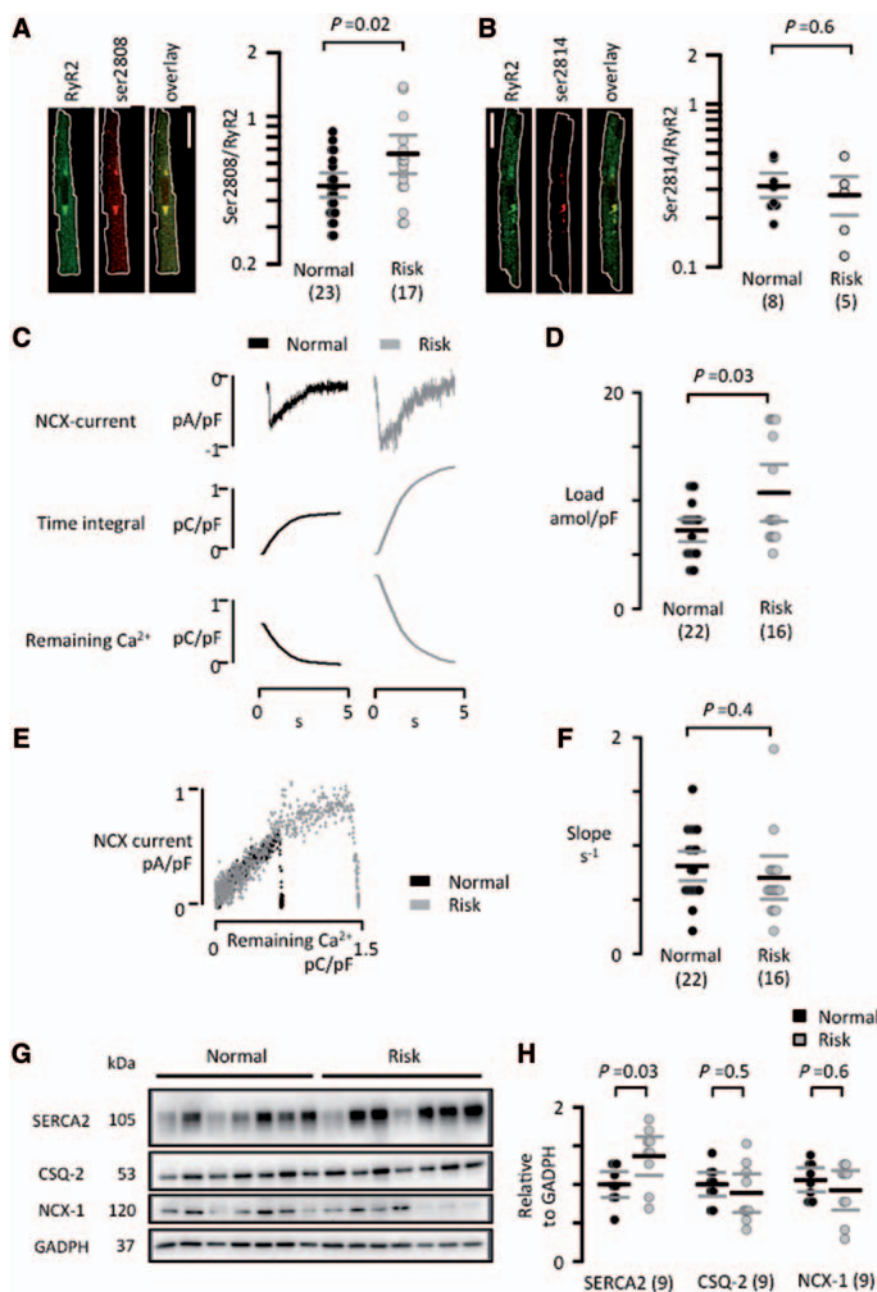 A
RyR2
ser2808
overlay
Ser2808/RyR2
2
1
0.2
P =0.02
Normal
(23)
Risk
(17)
B
RyR2
ser2814
overlay
Ser2814/RyR2
2
1
0.1
P =0.6
Normal
(8)
Risk
(5)
C
Normal
Risk
NCX-current
pA/pF
0
-1
Time integral
pC/pF
1
0
Remaining Ca²⁺
pC/pF
1
0
0
s
5
0
s
5
D
P =0.03
20
Load
amol/pF
0
Normal
(22)
Risk
(16)
E
1
NCX current
pA/pF
0
0
Remaining Ca²⁺
1.5
pC/pF
Normal
Risk
F
P =0.4
2
Slope
s⁻¹
0
Normal
(22)
Risk
(16)
G
kDa
Normal
Risk
SERCA2 105
CSQ-2 53
NCX-1 120
GADPH 37
H
Normal
Risk
P =0.03
P =0.5
P =0.6
2
Relative
to GADPH
0
SERCA2 (9)
CSQ-2 (9)
NCX-1 (9)